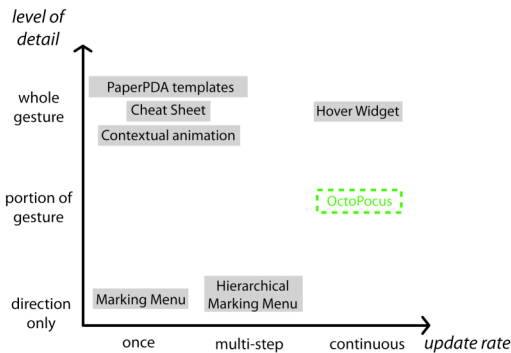 level of
detail
whole
gesture
PaperPDA templates
Cheat Sheet
Contextual animation
Hover Widget
portion of
gesture
OctoPocus
direction
only
Marking Menu
Hierarchical
Marking Menu
once
multi-step
continuous
update rate